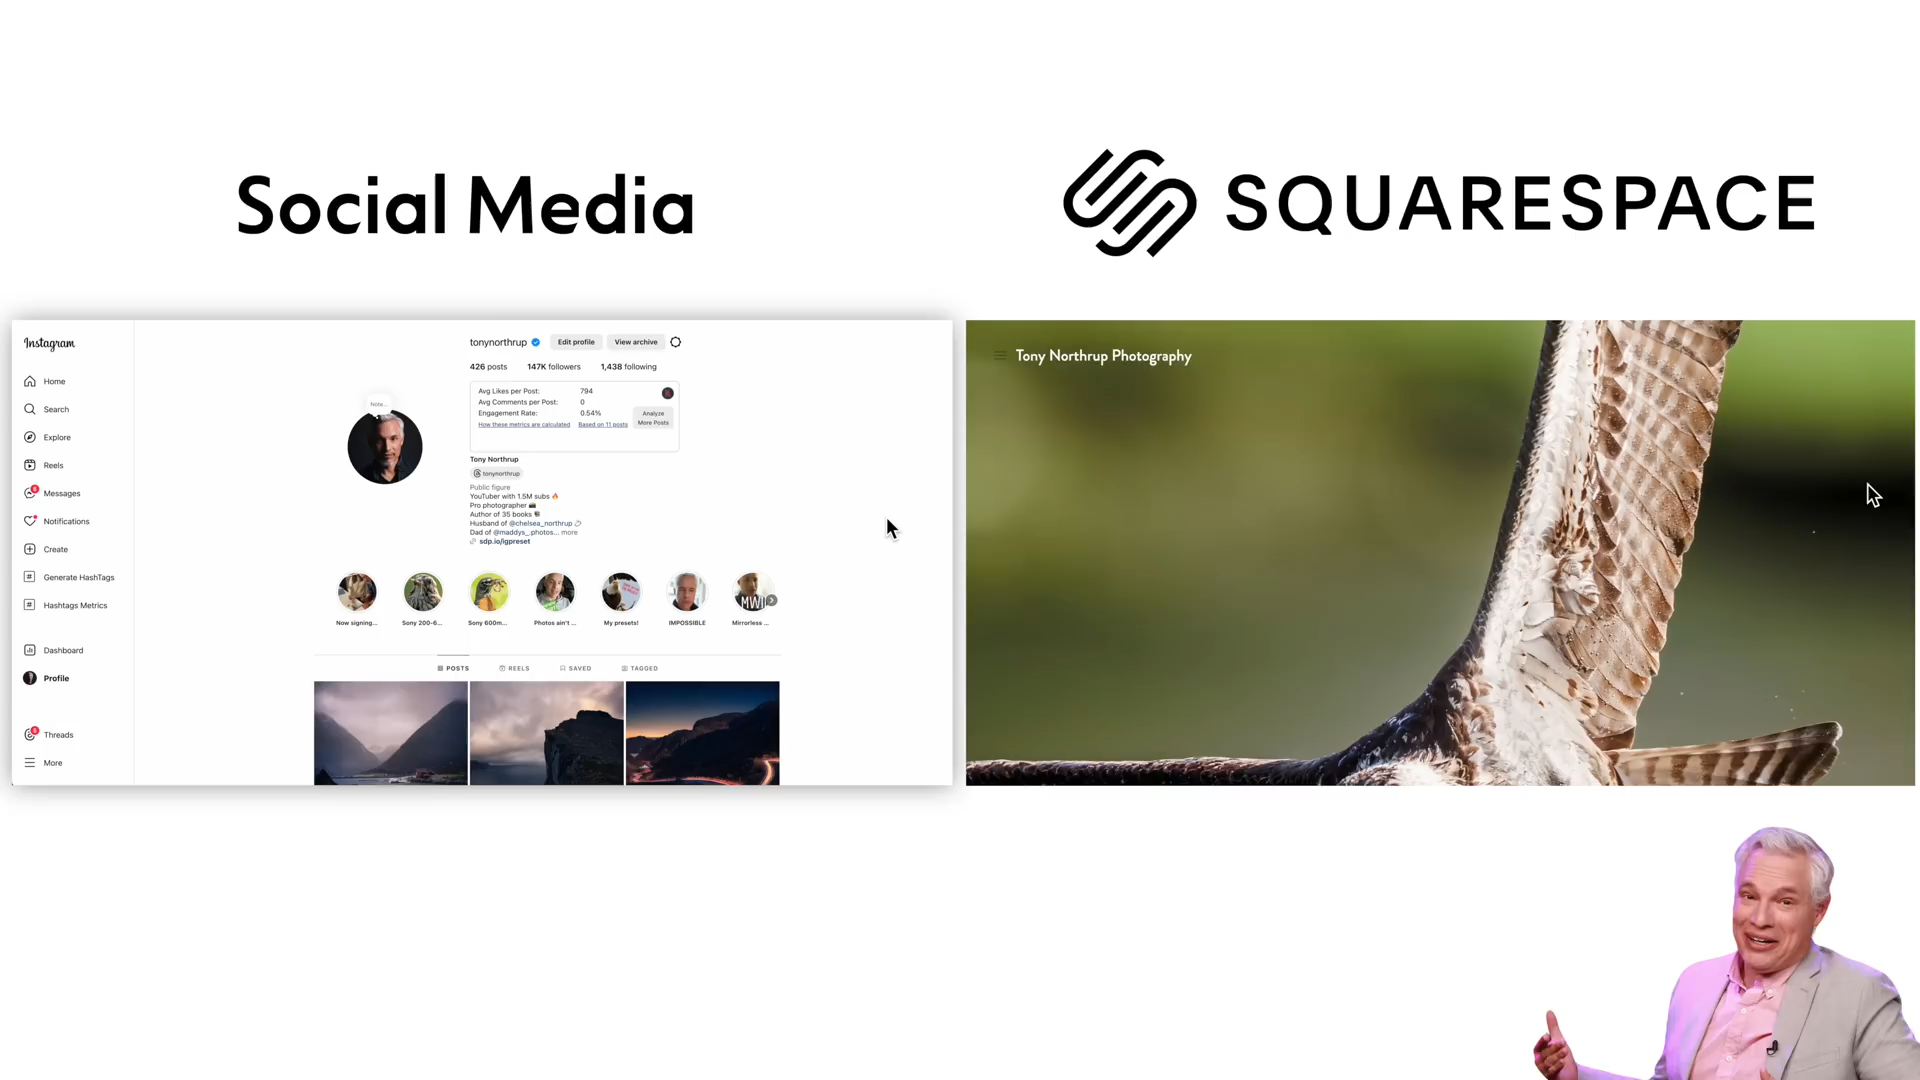 Social Media
SQUARESPACE
Instagram
Home
Search
Explore
Reels
Messages
Notifications
Create
Generate HashTags
Hashtags Metrics
Dashboard
Profile
Threads
More
tonynorthrup Edit profile View archive
426 posts 147K followers 1,438 following
Avg Likes per Post: 794
Avg Comments per Post: 0
Engagement Rate: 0.54%
Analyze
More Posts
How these metrics are calculated Based on 11 posts
Note...
Tony Northrup
tonynorthrup
Public figure
YouTuber with 1.5M subs 🔥
Pro photographer 📷
Author of 35 books
Husband of @chelsea_northrup
Dad of @maddys_.photos... more
sdp.io/igpreset
MWI
Now signing... Sony 200-6... Sony 600m... Photos ain't ... My presets! IMPOSSIBLE Mirrorless ...
POSTS REELS SAVED TAGGED
Tony Northrup Photography